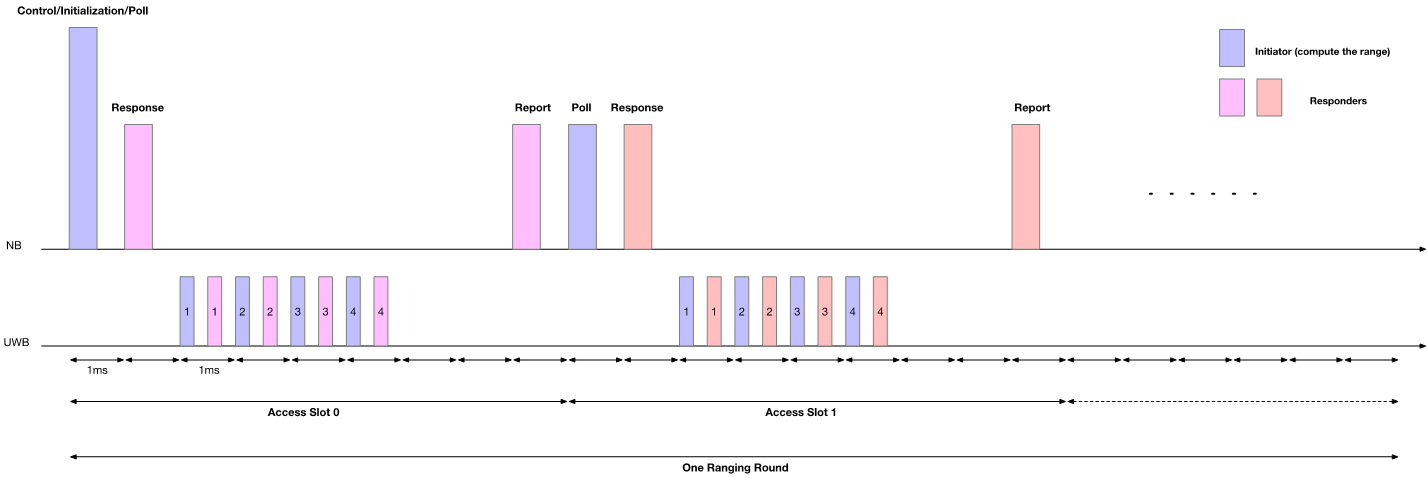 Control/Initialization/Poll
Initiator (compute the range)
Response
Report
Poll
Response
Report
Responders
- - - - - -
NB
1 1 2 2 3 3 4 4
1 1 2 2 3 3 4 4
UWB
1ms
1ms
Access Slot 0
Access Slot 1
One Ranging Round